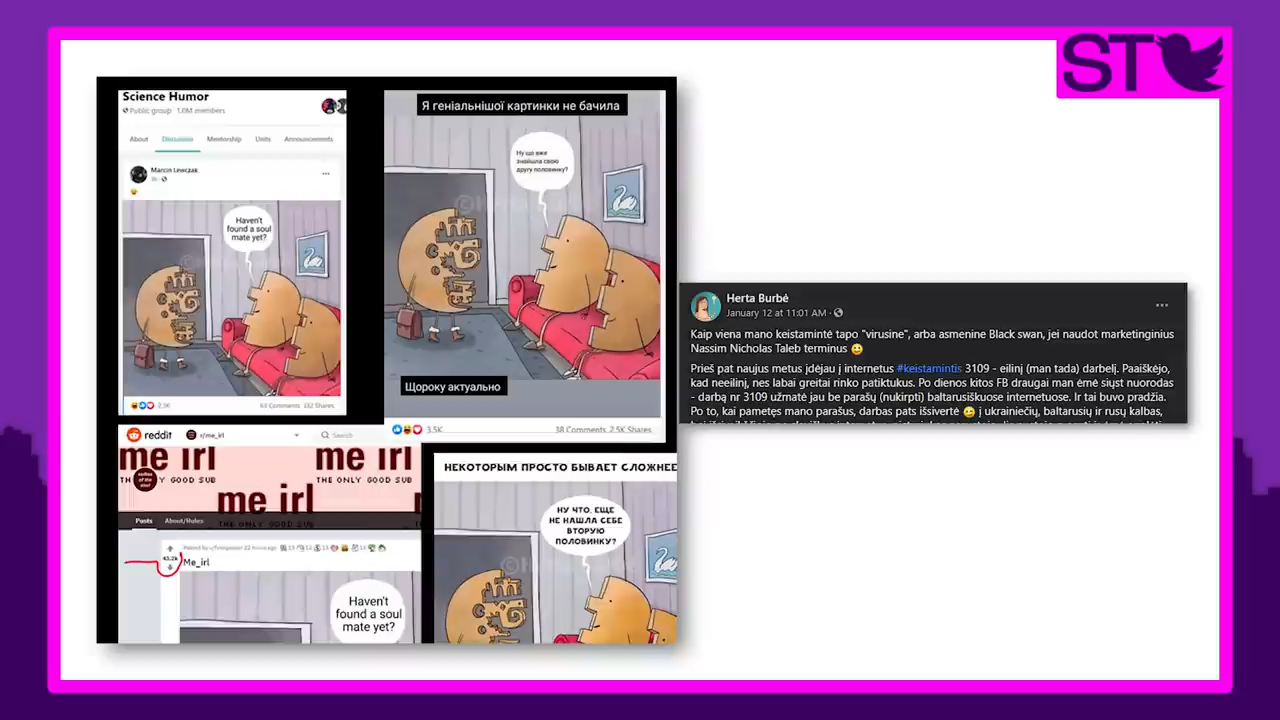 ST
Science Humor
Public group · 1.0M members
About Discussion Mentorship Units Announcements
Marcin Lewczak
Haven't
found a soul
mate yet?
2.5K
63 Comments 132 Shares
Я геніальнішої картинки не бачила
Ну що вже
знайшла свою
другу половинку?
Щороку актуально
3.5K
38 Comments 2.5K Shares
reddit
r/me_irl
Search
me irl
me irl
THE ONLY GOOD SUB
me irl
THE ONLY GOOD SUB
Posts About/Rules
43.2k
Me_irl
Haven't
found a soul
mate yet?
НЕКОТОРЫМ ПРОСТО БЫВАЕТ СЛОЖНЕЕ
НУ ЧТО, ЕЩЕ
НЕ НАШЛА СЕБЕ
ВТОРУЮ
ПОЛОВИНКУ?
Herta Burbė
January 12 at 11:01 AM
Kaip viena mano keistamintė tapo "virusine", arba asmenine Black swan, jei naudot marketinginius
Nassim Nicholas Taleb terminus
Prieš pat naujus metus įdėjau į internetus #keistamintis 3109 - eilinį (man tada) darbelį. Paaiškėjo,
kad neeilinį, nes labai greitai rinko patiktukus. Po dienos kitos FB draugai man ėmė siųst nuorodas
- darbą nr 3109 užmatė jau be parašų (nukirpti) baltarusiškuose internetuose. Ir tai buvo pradžia.
Po to, kai pametęs mano parašus, darbas pats išsivertė į ukrainiečių, baltarusių ir rusų kalbas,